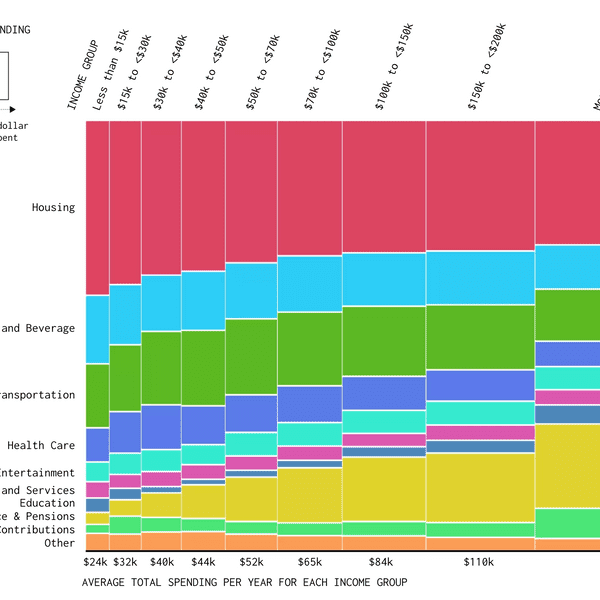 NDING
dollar
pent
INCOME GROUP
Less than $15k
$15k to <$30k
$30k to <$40k
$40k to <$50k
$50k to <$70k
$70k to <$100k
$100k to <$150k
$150k to <$200k
Housing
and Beverage
ransportation
Health Care
Entertainment
and Services
Education
ce & Pensions
Contributions
Other
$24k $32k $40k $44k $52k $65k $84k $110k
AVERAGE TOTAL SPENDING PER YEAR FOR EACH INCOME GROUP